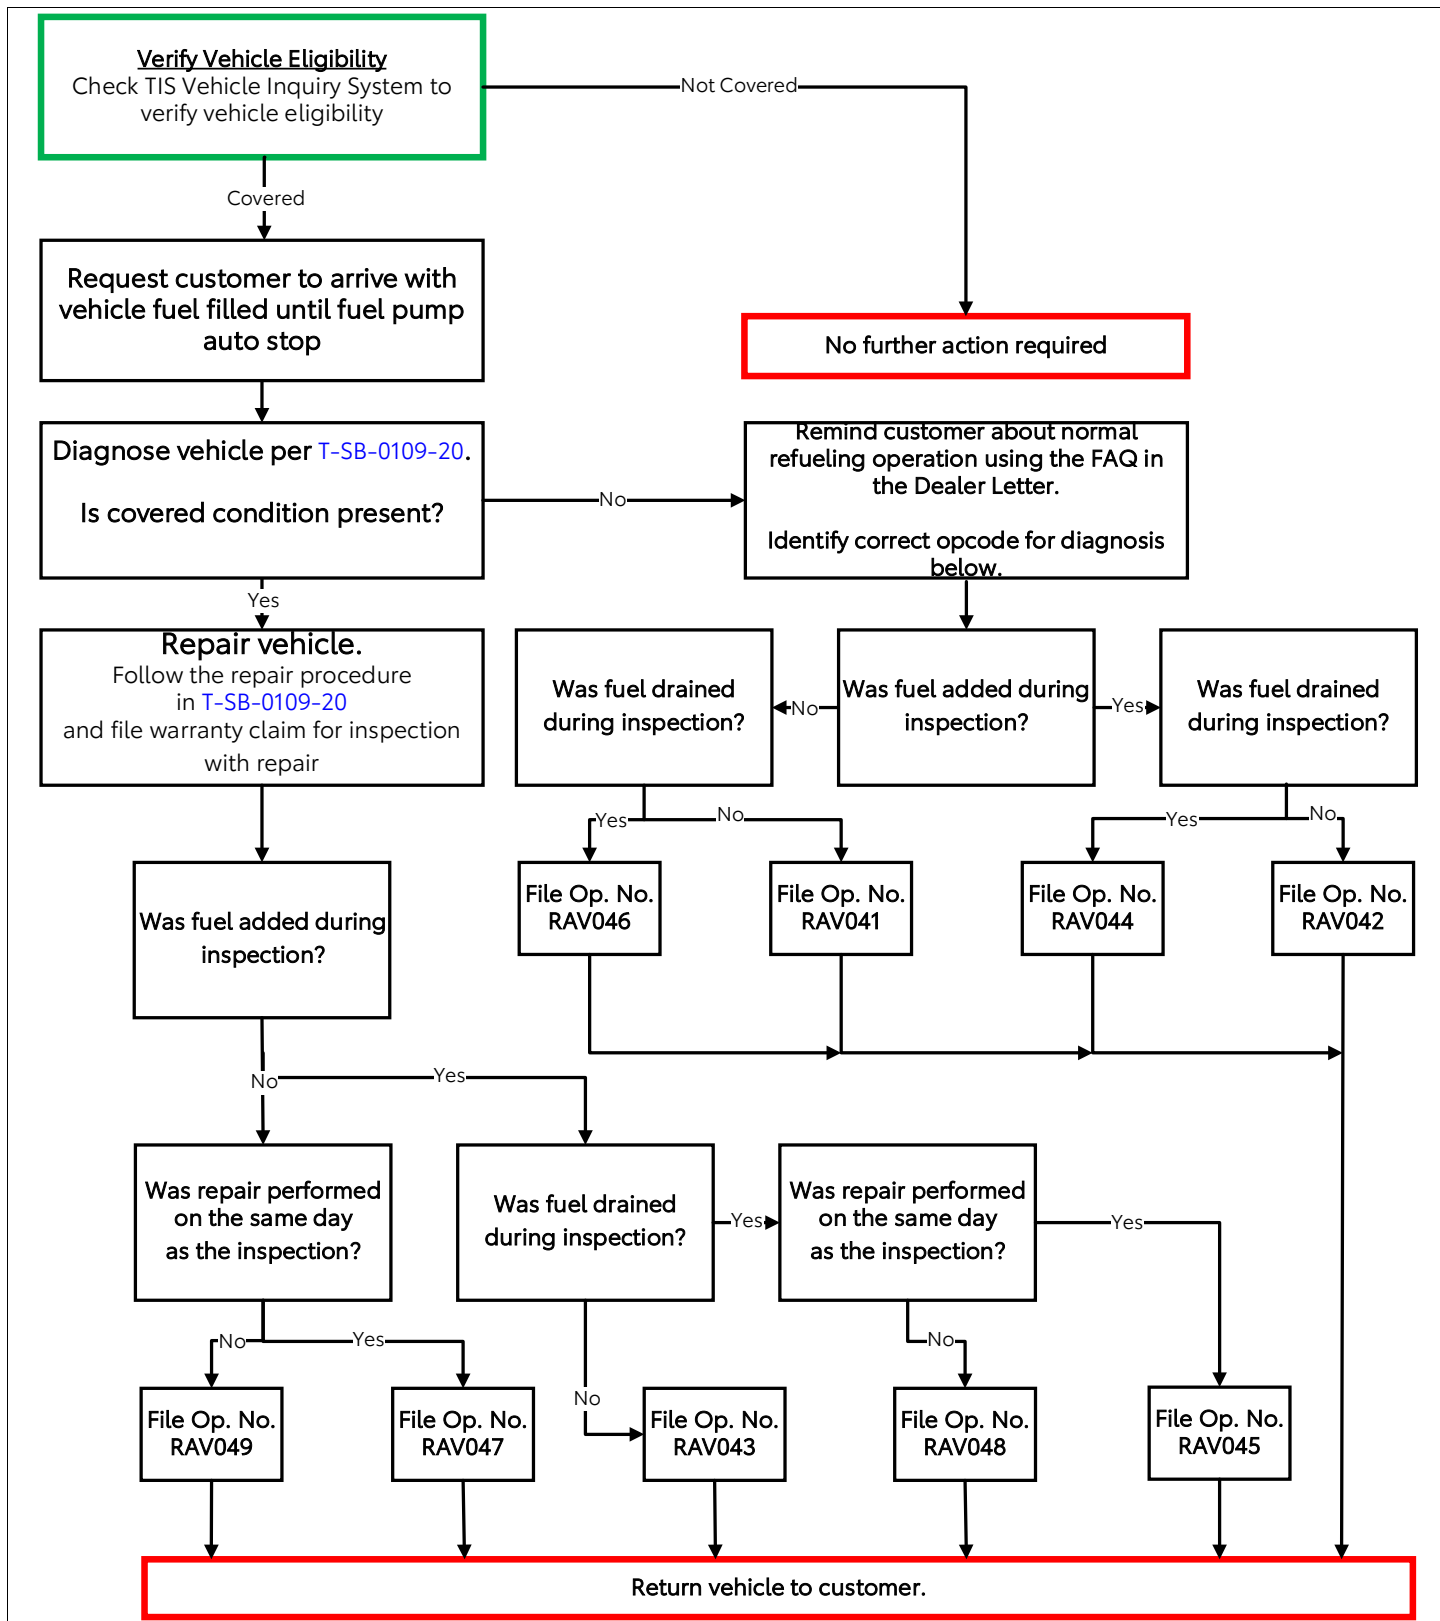 Verify Vehicle Eligibility
Check TIS Vehicle Inquiry System to
verify vehicle eligibility
Not Covered
Covered
Request customer to arrive with
vehicle fuel filled until fuel pump
auto stop
No further action required
Diagnose vehicle per T-SB-0109-20.
Is covered condition present?
No
Remind customer about normal
refueling operation using the FAQ in
the Dealer Letter.
Identify correct opcode for diagnosis
below.
Yes
Repair vehicle.
Follow the repair procedure
in T-SB-0109-20
and file warranty claim for inspection
with repair
Was fuel drained
during inspection?
No
Was fuel added during
inspection?
Yes
Was fuel drained
during inspection?
Yes
No
Yes
No
File Op. No.
RAV046
File Op. No.
RAV041
File Op. No.
RAV044
File Op. No.
RAV042
Was fuel added during
inspection?
No
Yes
Was repair performed
on the same day
as the inspection?
Was fuel drained
during inspection?
Yes
Was repair performed
on the same day
as the inspection?
Yes
No
Yes
No
No
File Op. No.
RAV049
File Op. No.
RAV047
File Op. No.
RAV043
File Op. No.
RAV048
File Op. No.
RAV045
Return vehicle to customer.